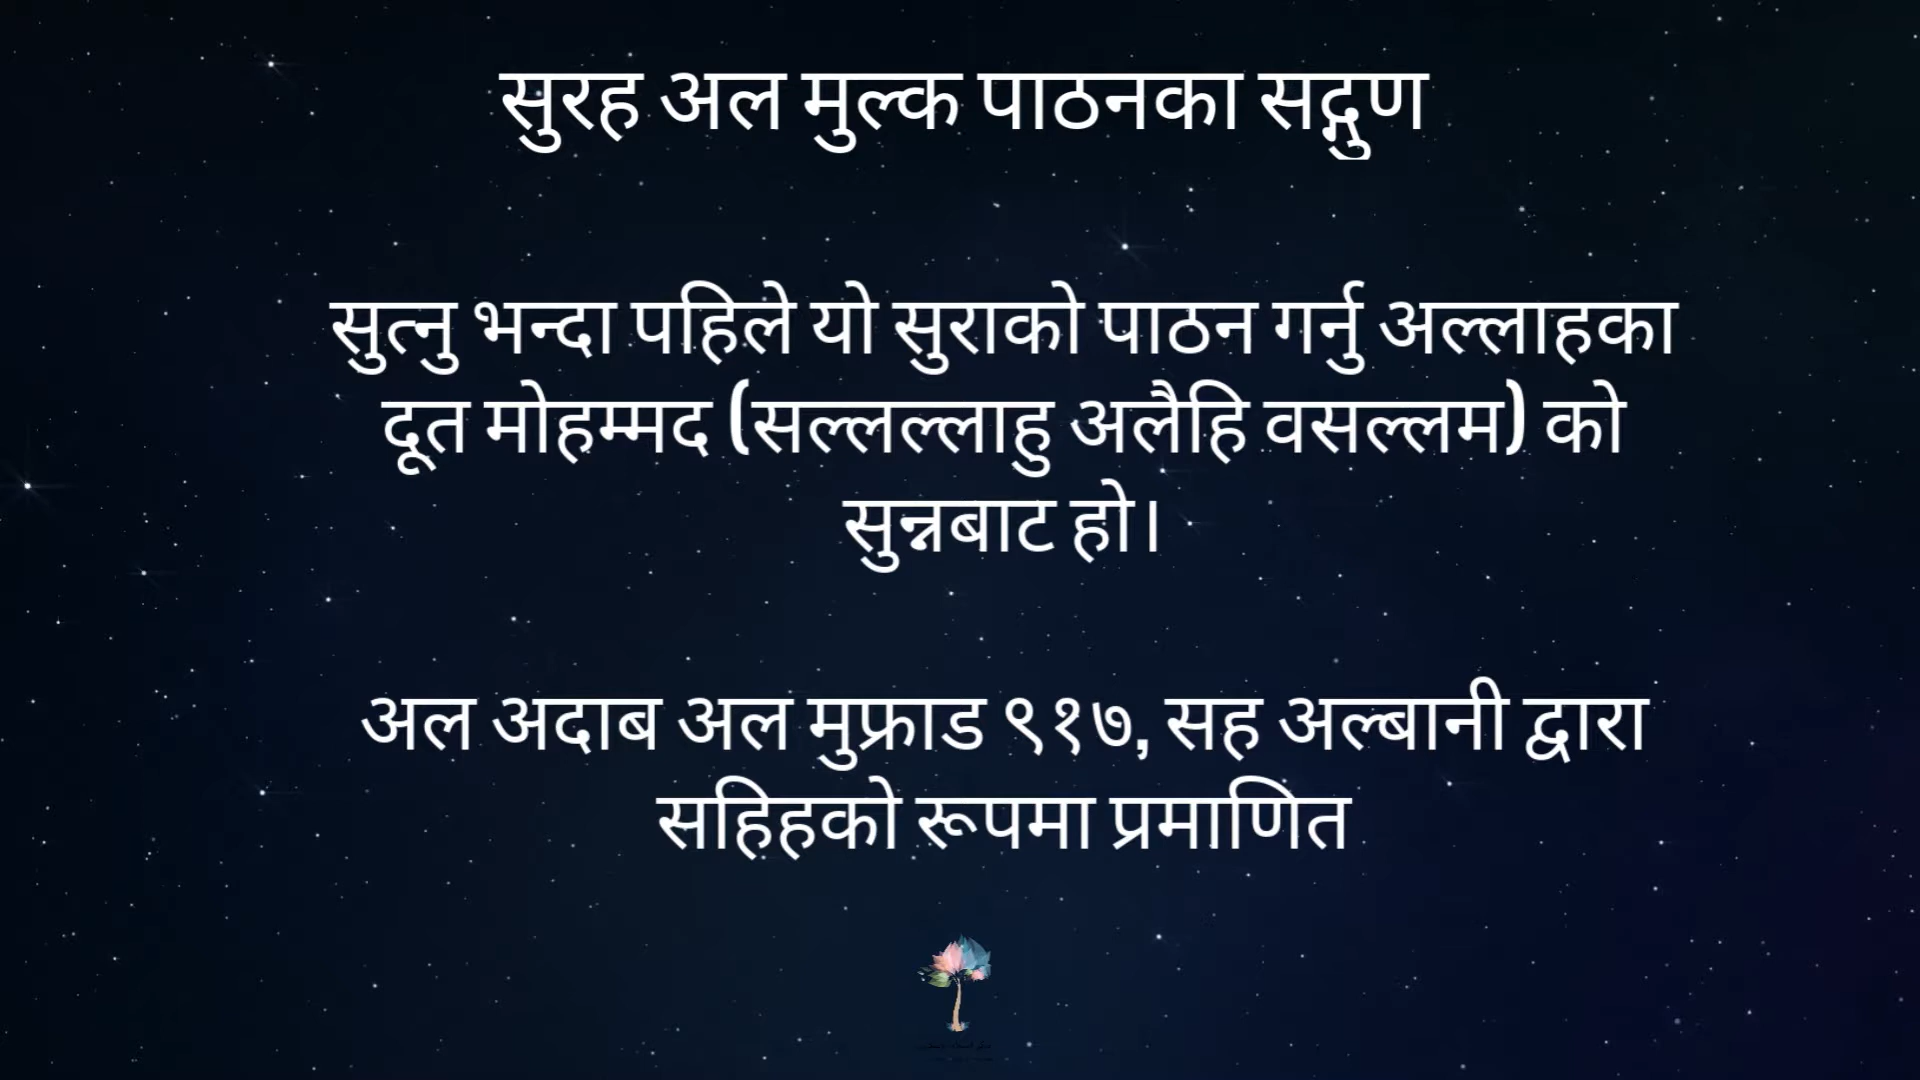 सुरह अल मुल्क पाठनका सद्गुण
सुत्नु भन्दा पहिले यो सुराको पाठन गर्नु अल्लाहका
दूत मोहम्मद (सल्लल्लाहु अलैहि वसल्लम) को
सुन्नबाट हो।
अल अदाब अल मुफ्राड ९१७, सह अल्बानी द्वारा
सहिहको रूपमा प्रमाणित